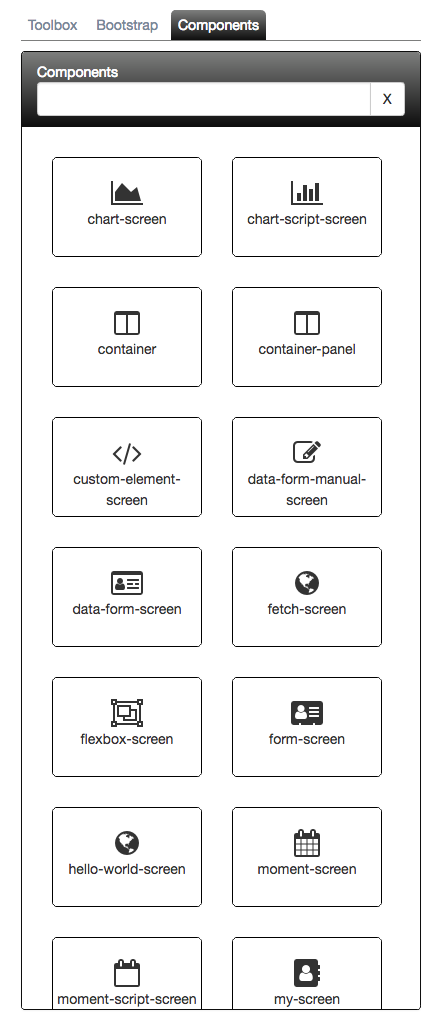 Toolbox Bootstrap Components
Components
X
chart-screen chart-script-screen
container container-panel
custom-element-
screen
data-form-manual-
screen
data-form-screen fetch-screen
flexbox-screen form-screen
hello-world-screen moment-screen
moment-script-screen my-screen